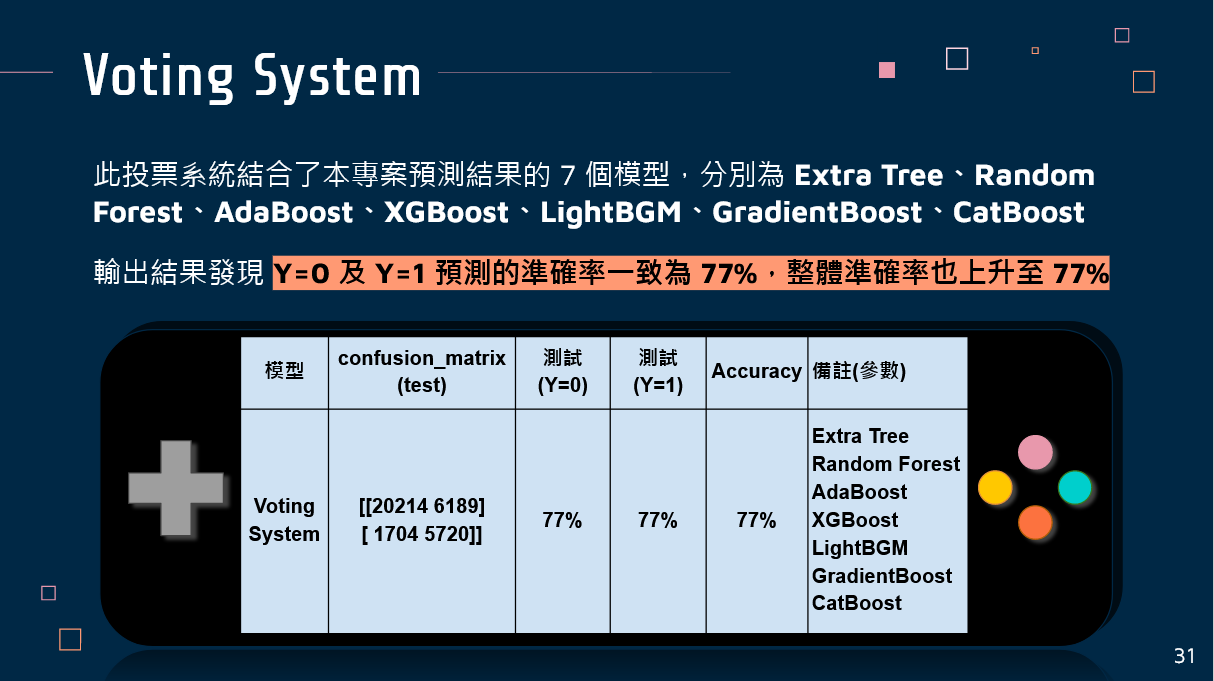 Voting System
此投票系統結合了本專案預測結果的 7 個模型，分別為 Extra Tree、Random
Forest、AdaBoost、XGBoost、LightBGM、GradientBoost、CatBoost
輸出結果發現 Y=0 及 Y=1 預測的準確率一致為 77%，整體準確率也上升至 77%
模型
confusion_matrix
(test)
測試
(Y=0)
測試
(Y=1)
Accuracy
備註(參數)
Voting
System
[[20214 6189]
[ 1704 5720]]
77%
77%
77%
Extra Tree
Random Forest
AdaBoost
XGBoost
LightBGM
GradientBoost
CatBoost
31